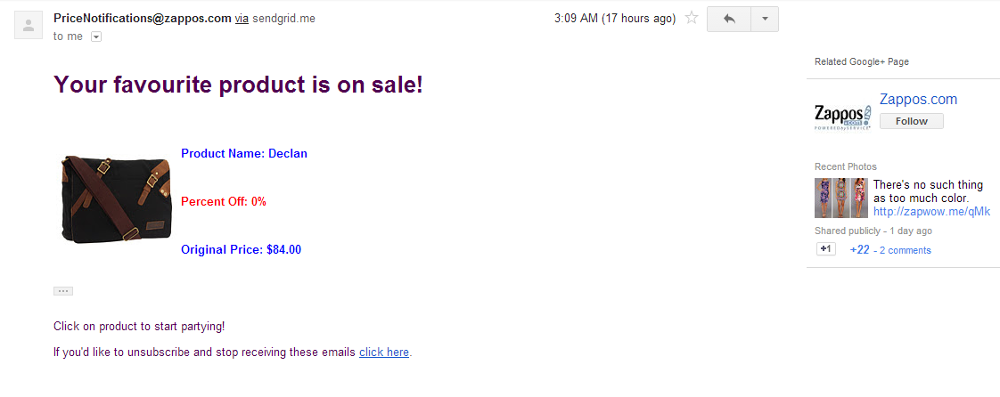 PriceNotifications@zappos.com via sendgrid.me
3:09 AM (17 hours ago)
to me
Your favourite product is on sale!
Product Name: Declan
Percent Off: 0%
Original Price: $84.00
Click on product to start partying!
If you'd like to unsubscribe and stop receiving these emails click here.
Related Google+ Page
Zappos.com
Zappos
.com
POWERED by SERVICE
Follow
Recent Photos
There's no such thing
as too much color.
http://zapwow.me/qMk
Shared publicly - 1 day ago
+1 +22 - 2 comments